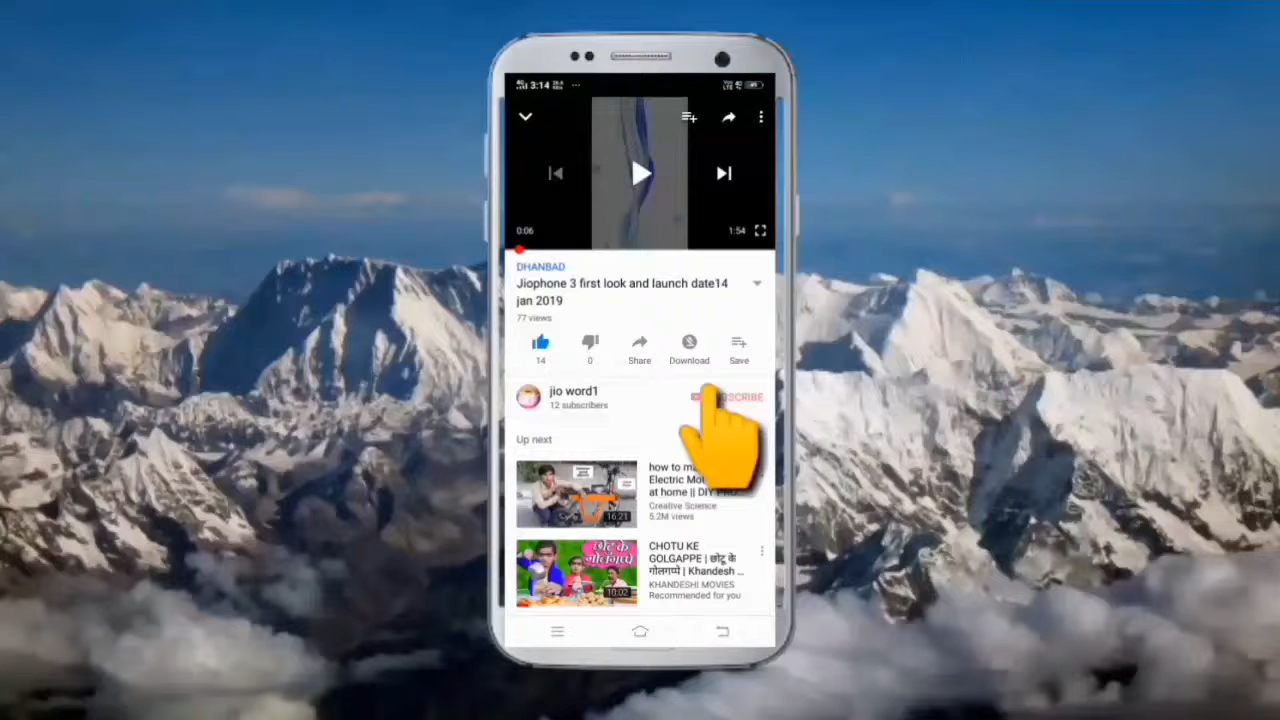 3:14
0:06
1:54
DHANBAD
Jiophone 3 first look and launch date14
jan 2019
77 views
14
0
Share
Download
Save
jio word1
12 subscribers
Up next
how to
Electric
at home || DIY
Creative Science
5.2M views
16:21
CHOTU KE
GOLGAPPE | छोटू के
गोलगप्पे | Khandesh ...
KHANDESHI MOVIES
Recommended for you
छोटू के
गोलगप्पे
10:02